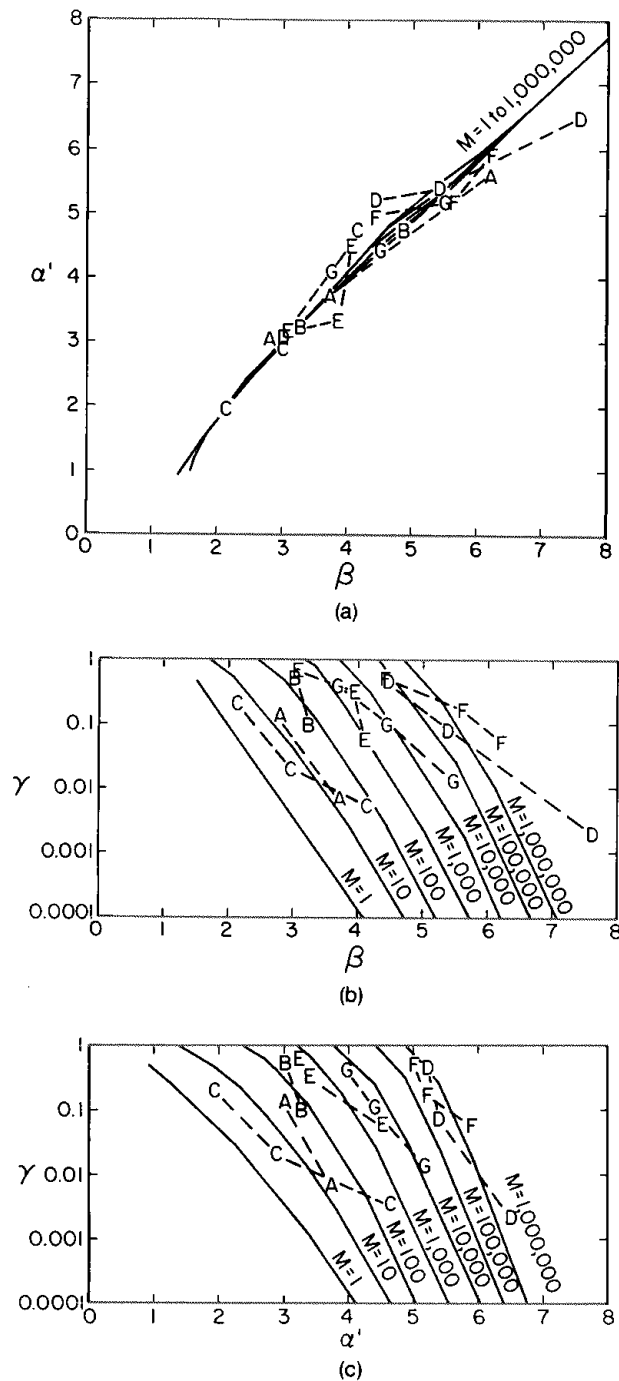 8
7
6
5
4
3
2
1
0
α'
M = 1 to 1,000,000
D
D
D
F
F
F
A
G
B
G
C
E
G
A
E
B
E
A
D
C
C
0 1 2 3 4 5 6 7 8
β
(a)
1
0.1
0.01
0.001
0.0001
γ
E
B
B
G
E
E
F
D
F
F
D
D
G
G
C
A
C
A
C
M=1
M=10
M=100
M=1,000
M=10,000
M=100,000
M=1,000,000
0 1 2 3 4 5 6 7 8
β
(b)
1
0.1
0.01
0.001
0.0001
γ
B
E
E
G
F
D
C
A
B
G
E
F
D
F
C
A
G
C
D
M=1
M=10
M=100
M=1,000
M=10,000
M=100,000
M=1,000,000
0 1 2 3 4 5 6 7 8
α'
(c)